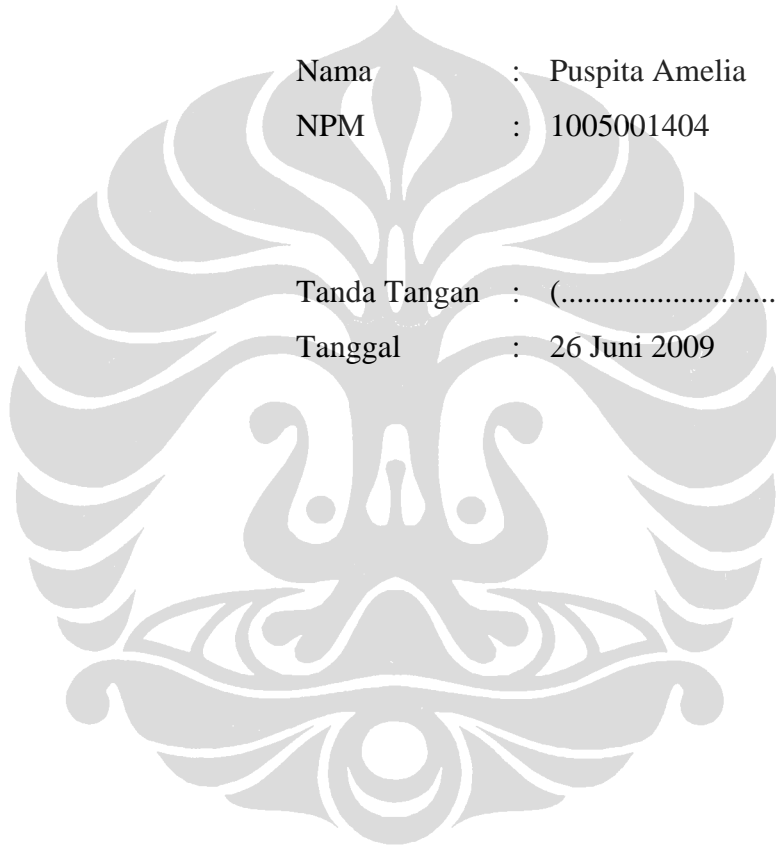 Nama : Puspita Amelia
NPM : 1005001404
Tanda Tangan : (...........................
Tanggal : 26 Juni 2009